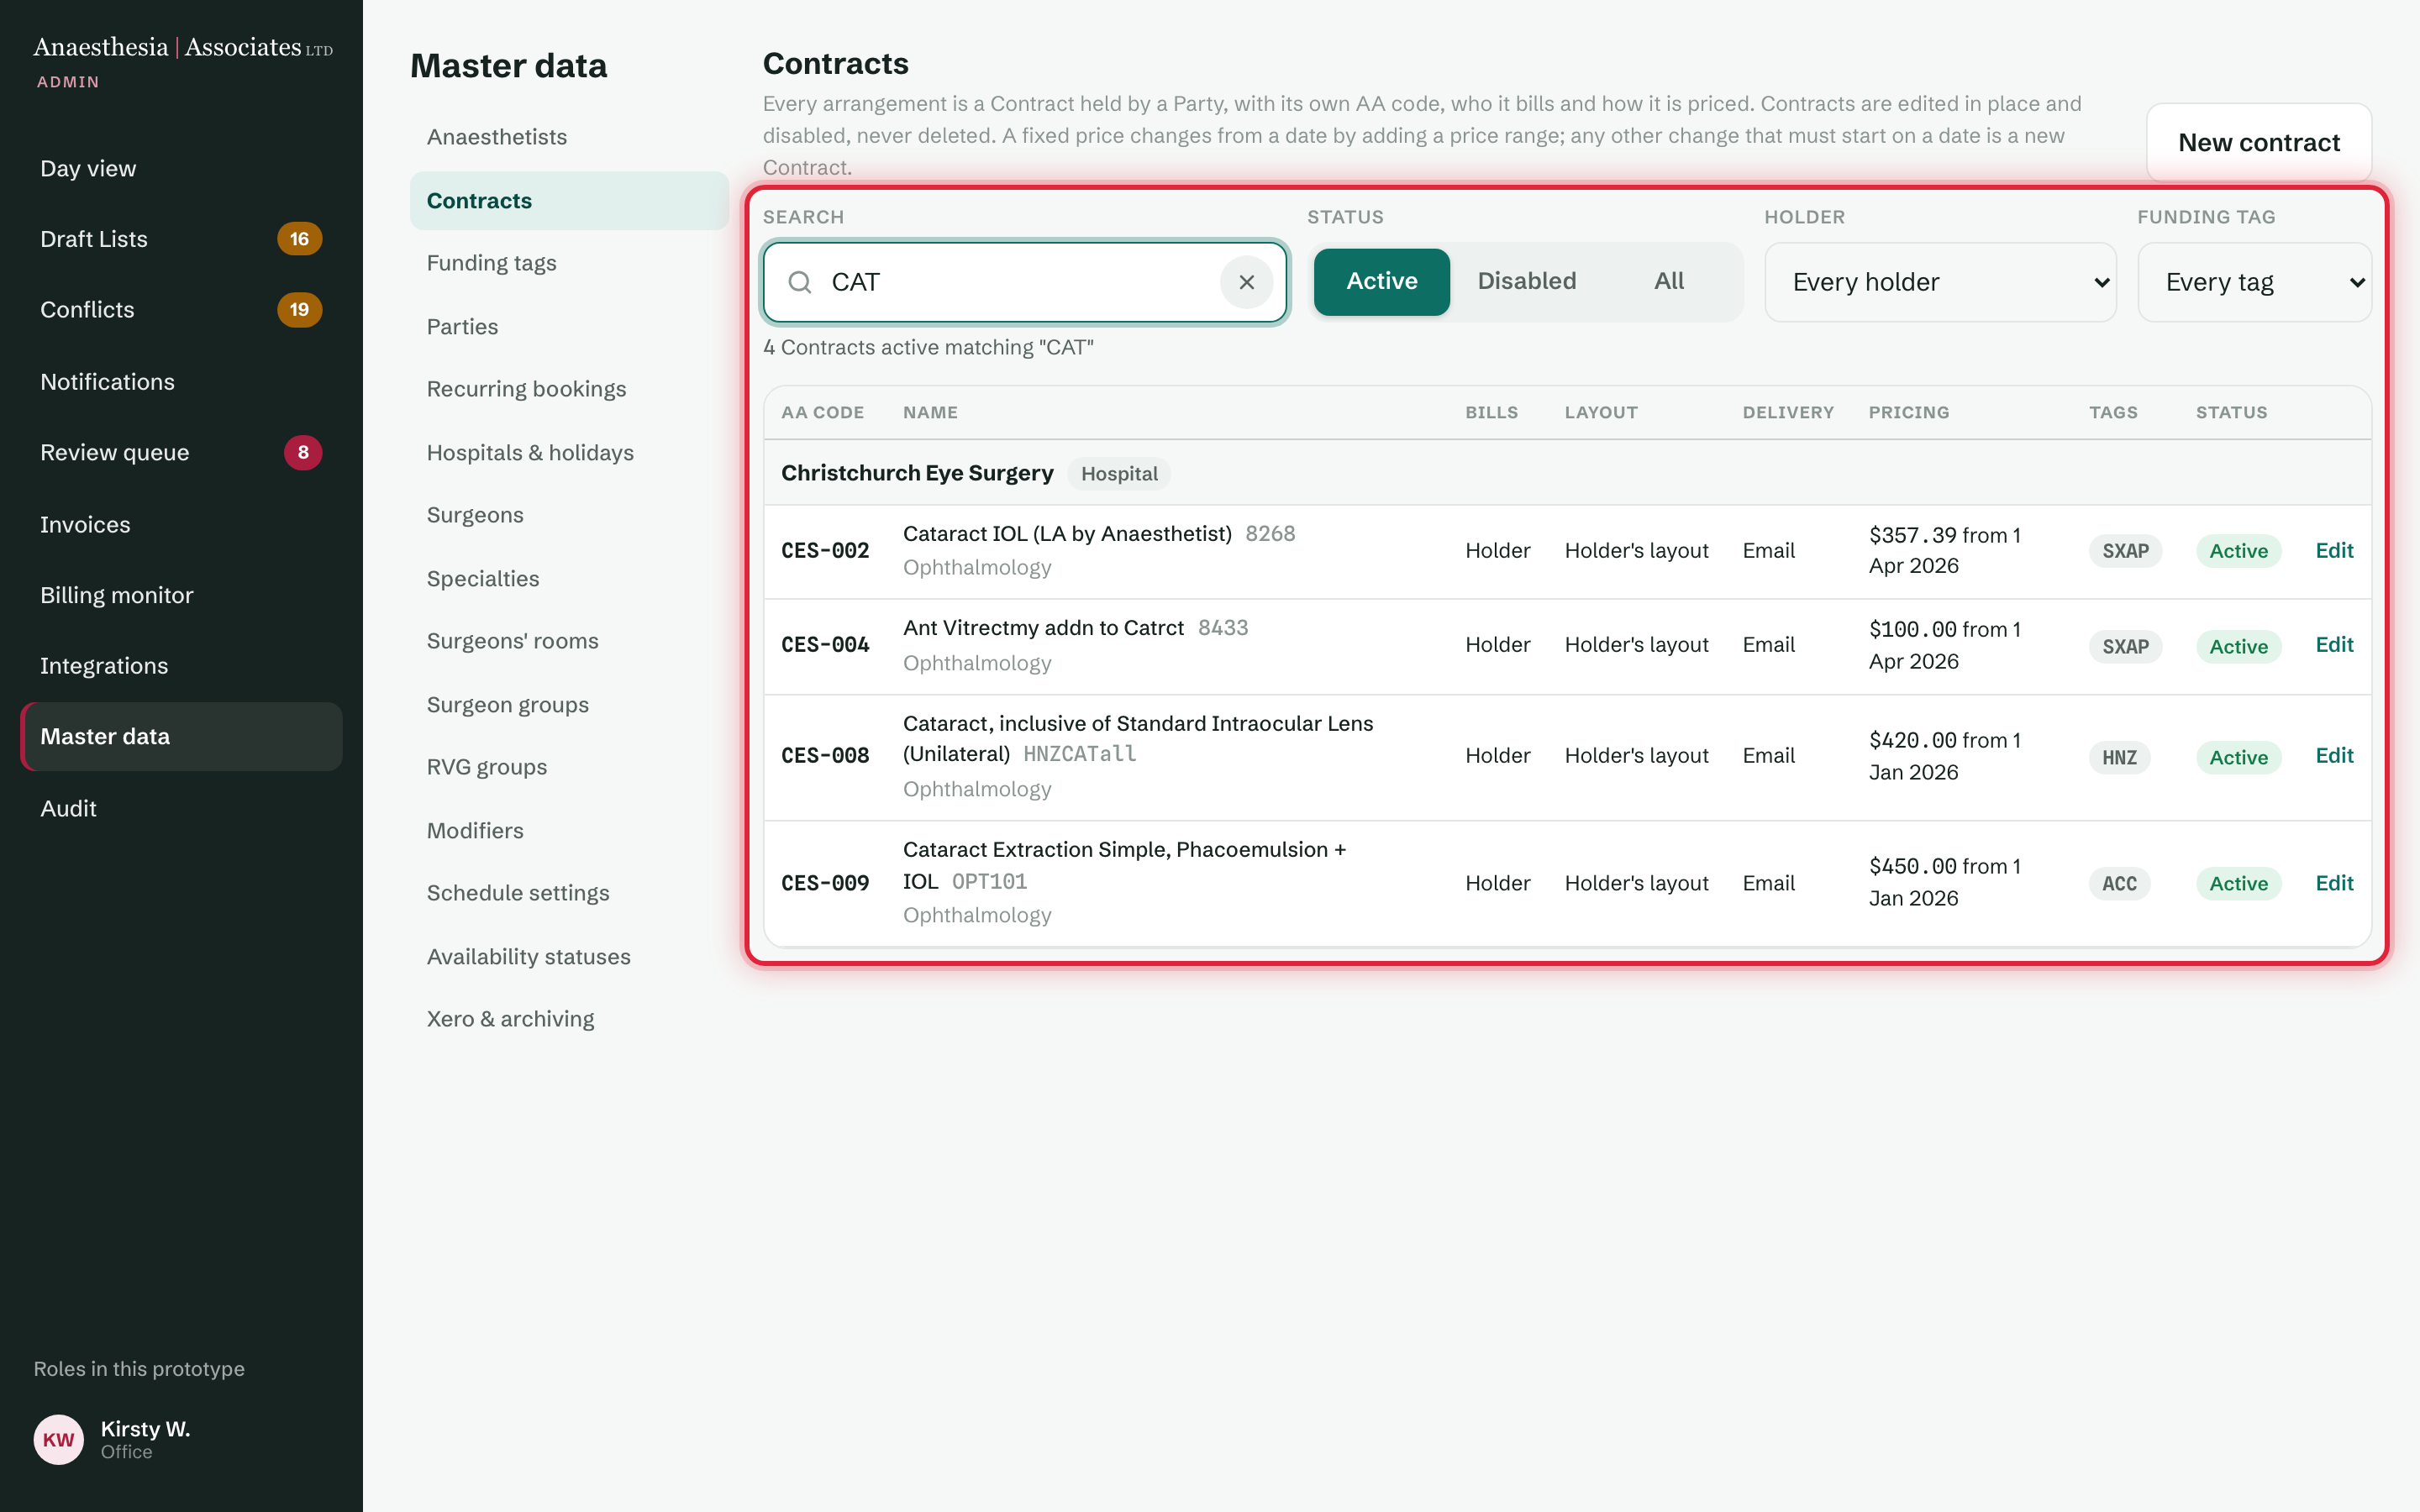 Anaesthesia | Associates LTD
ADMIN
Day view
Draft Lists 16
Conflicts 19
Notifications
Review queue 8
Invoices
Billing monitor
Integrations
Master data
Audit
Roles in this prototype
KW
Kirsty W.
Office
Master data
Anaesthetists
Contracts
Funding tags
Parties
Recurring bookings
Hospitals & holidays
Surgeons
Specialties
Surgeons' rooms
Surgeon groups
RVG groups
Modifiers
Schedule settings
Availability statuses
Xero & archiving
Contracts
Every arrangement is a Contract held by a Party, with its own AA code, who it bills and how it is priced. Contracts are edited in place and
disabled, never deleted. A fixed price changes from a date by adding a price range; any other change that must start on a date is a new
Contract.
New contract
SEARCH STATUS HOLDER FUNDING TAG
CAT Active Disabled All Every holder Every tag
4 Contracts active matching "CAT"
AA CODE NAME BILLS LAYOUT DELIVERY PRICING TAGS STATUS
Christchurch Eye Surgery Hospital
CES-002 Cataract IOL (LA by Anaesthetist) 8268
Ophthalmology
Holder Holder's layout Email $357.39 from 1
Apr 2026
SXAP Active Edit
CES-004 Ant Vitrectmy addn to Catrct 8433
Ophthalmology
Holder Holder's layout Email $100.00 from 1
Apr 2026
SXAP Active Edit
CES-008 Cataract, inclusive of Standard Intraocular Lens
(Unilateral) HNZCATall
Ophthalmology
Holder Holder's layout Email $420.00 from 1
Jan 2026
HNZ Active Edit
CES-009 Cataract Extraction Simple, Phacoemulsion +
IOL OPT101
Ophthalmology
Holder Holder's layout Email $450.00 from 1
Jan 2026
ACC Active Edit